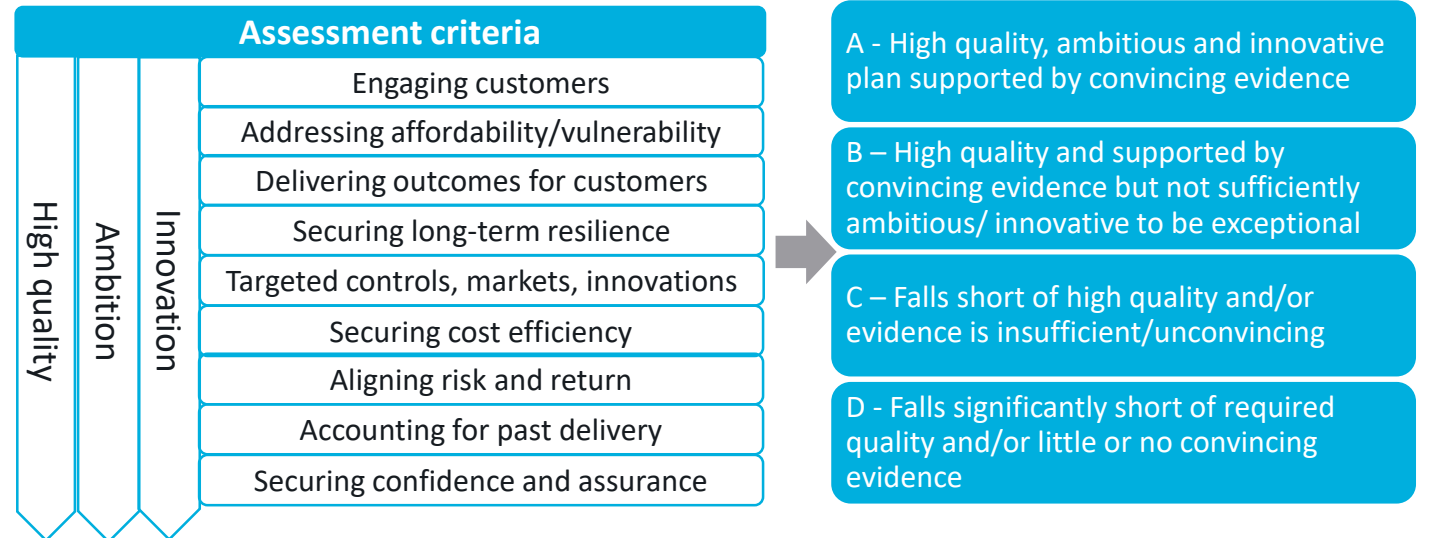 Assessment criteria
High quality
Ambition
Innovation
Engaging customers
Addressing affordability/vulnerability
Delivering outcomes for customers
Securing long-term resilience
Targeted controls, markets, innovations
Securing cost efficiency
Aligning risk and return
Accounting for past delivery
Securing confidence and assurance
A - High quality, ambitious and innovative
plan supported by convincing evidence
B – High quality and supported by
convincing evidence but not sufficiently
ambitious/ innovative to be exceptional
C – Falls short of high quality and/or
evidence is insufficient/unconvincing
D - Falls significantly short of required
quality and/or little or no convincing
evidence